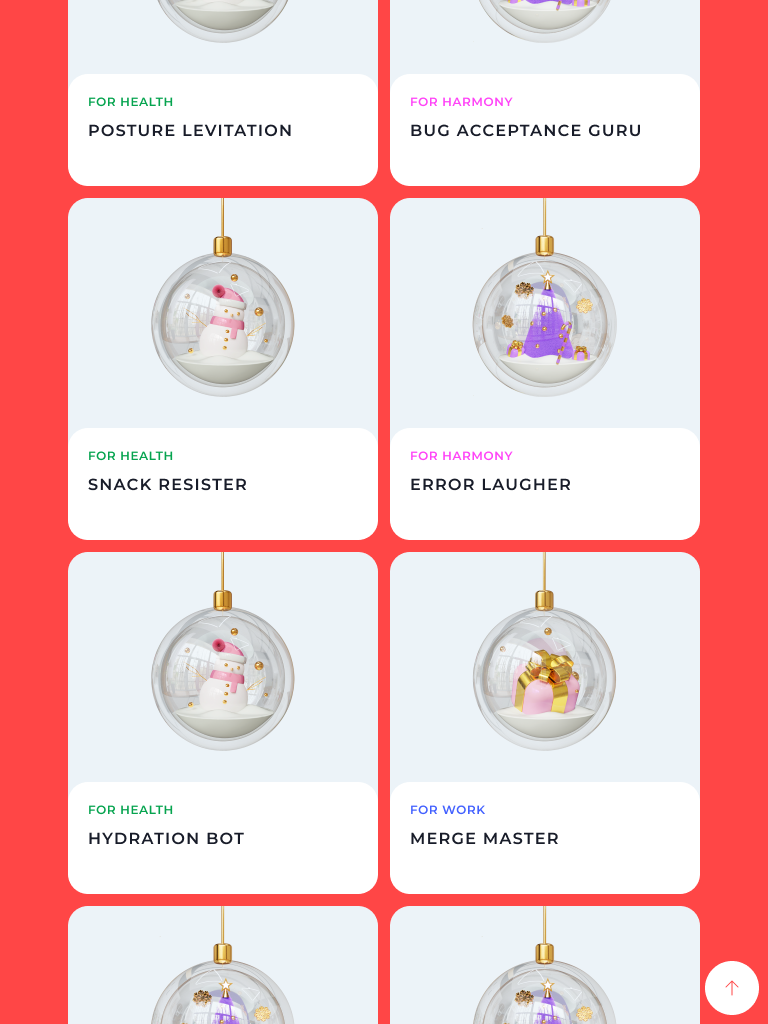 FOR HEALTH
POSTURE LEVITATION
FOR HARMONY
BUG ACCEPTANCE GURU
FOR HEALTH
SNACK RESISTER
FOR HARMONY
ERROR LAUGHER
FOR HEALTH
HYDRATION BOT
FOR WORK
MERGE MASTER